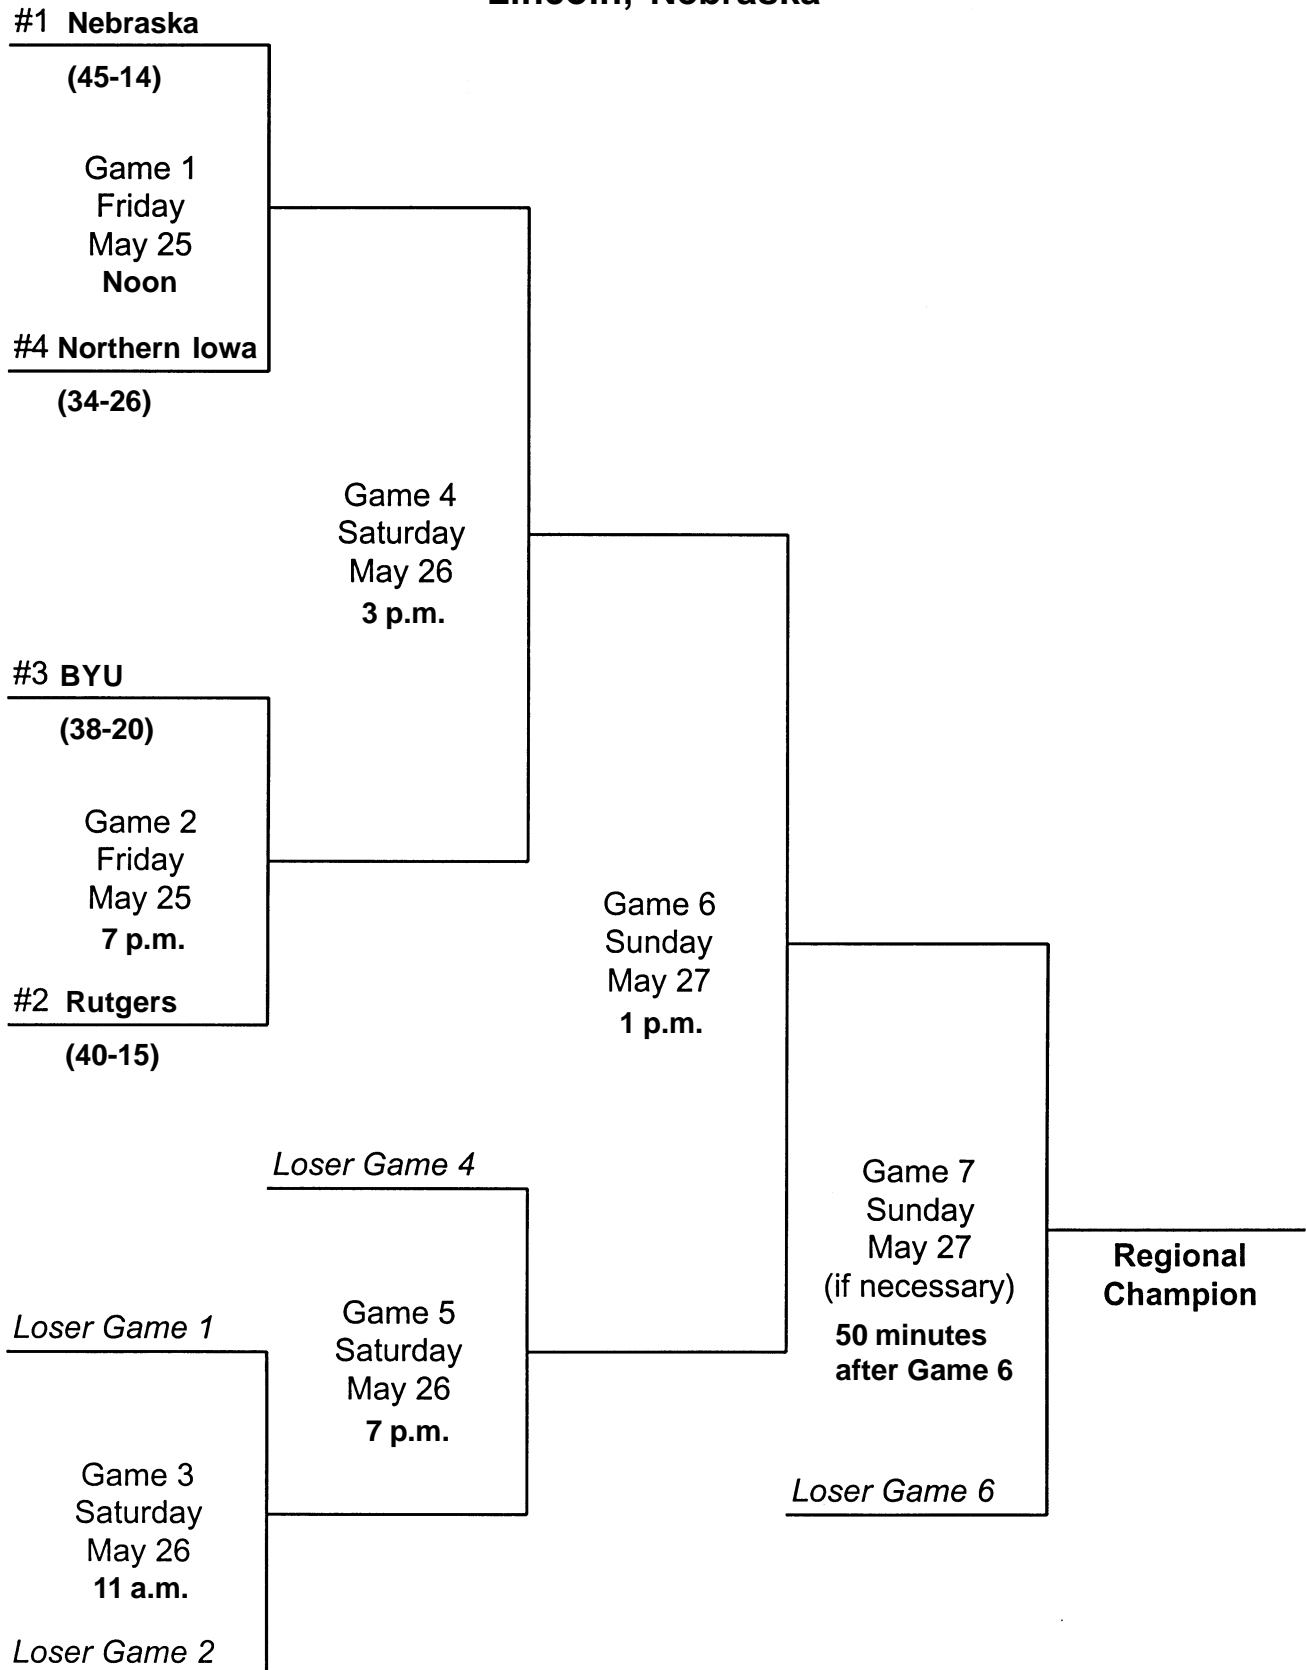 Lincoln, Nebraska
#1 Nebraska
(45-14)
Game 1
Friday
May 25
Noon
#4 Northern Iowa
(34-26)
Game 4
Saturday
May 26
3 p.m.
#3 BYU
(38-20)
Game 2
Friday
May 25
7 p.m.
#2 Rutgers
(40-15)
Game 6
Sunday
May 27
1 p.m.
Loser Game 4
Game 5
Saturday
May 26
7 p.m.
Loser Game 1
Game 3
Saturday
May 26
11 a.m.
Loser Game 2
Game 7
Sunday
May 27
(if necessary)
50 minutes
after Game 6
Loser Game 6
Regional
Champion